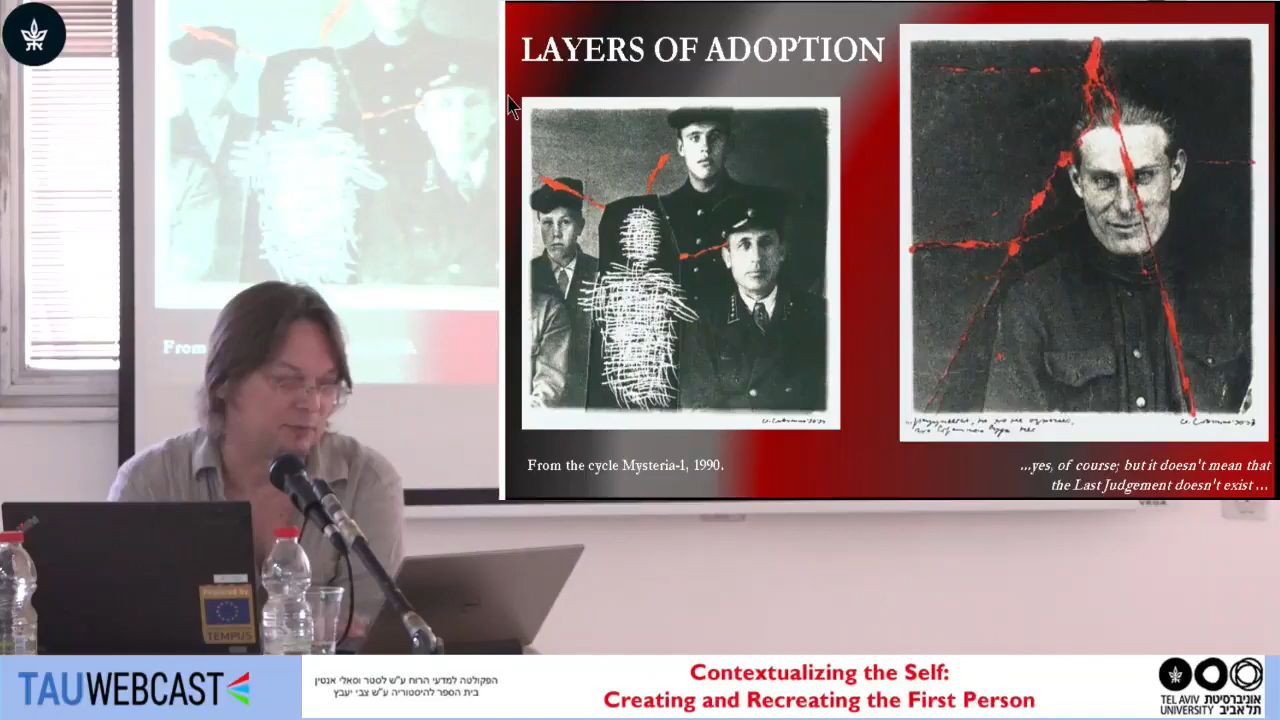 LAYERS OF ADOPTION
From the cycle Mysteria-1, 1990.
...yes, of course; but it doesn't mean that
the Last Judgement doesn't exist ...
From
TEMPUS
VEGA
TAUWEBCAST
הפקולטה למדעי הרוח ע"ש לסטר וסאלי אנטין
בית הספר להיסטוריה ע"ש צבי יעבץ
Contextualizing the Self:
Creating and Recreating the First Person
TEL AVIV אוניברסיטת
UNIVERSITY תל אביב